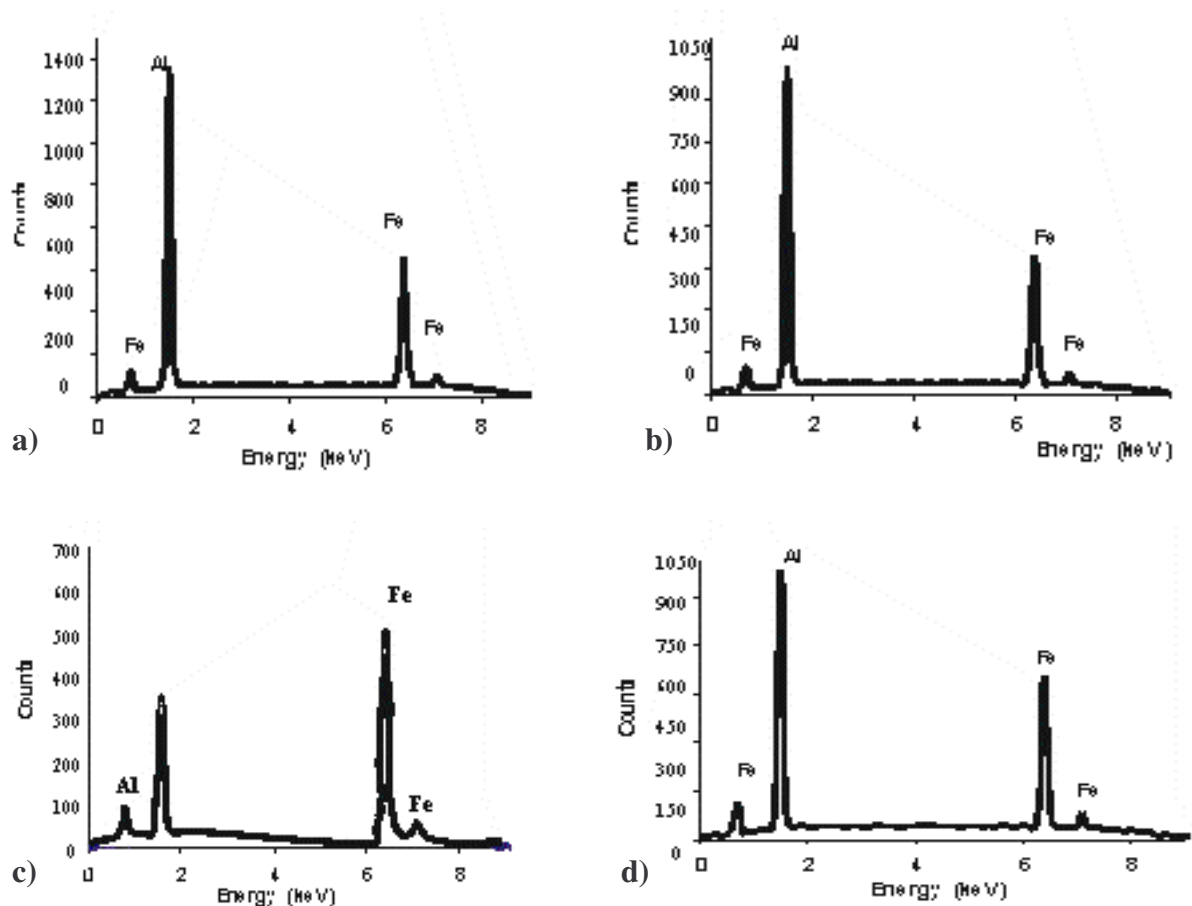 1400
1200
1000
800
600
400
200
0
Counts
Al
Fe
Fe
Fe
0 2 4 6 8
Energy (KeV)
a)
1050
900
750
600
450
300
150
0
Counts
Al
Fe
Fe
Fe
0 2 4 6 8
Energy (KeV)
b)
700
600
500
400
300
200
100
0
Counts
Al
Fe
Fe
0 2 4 6 8
Energy (KeV)
c)
1050
900
750
600
450
300
150
0
Counts
Al
Fe
Fe
Fe
0 2 4 6 8
Energy (KeV)
d)